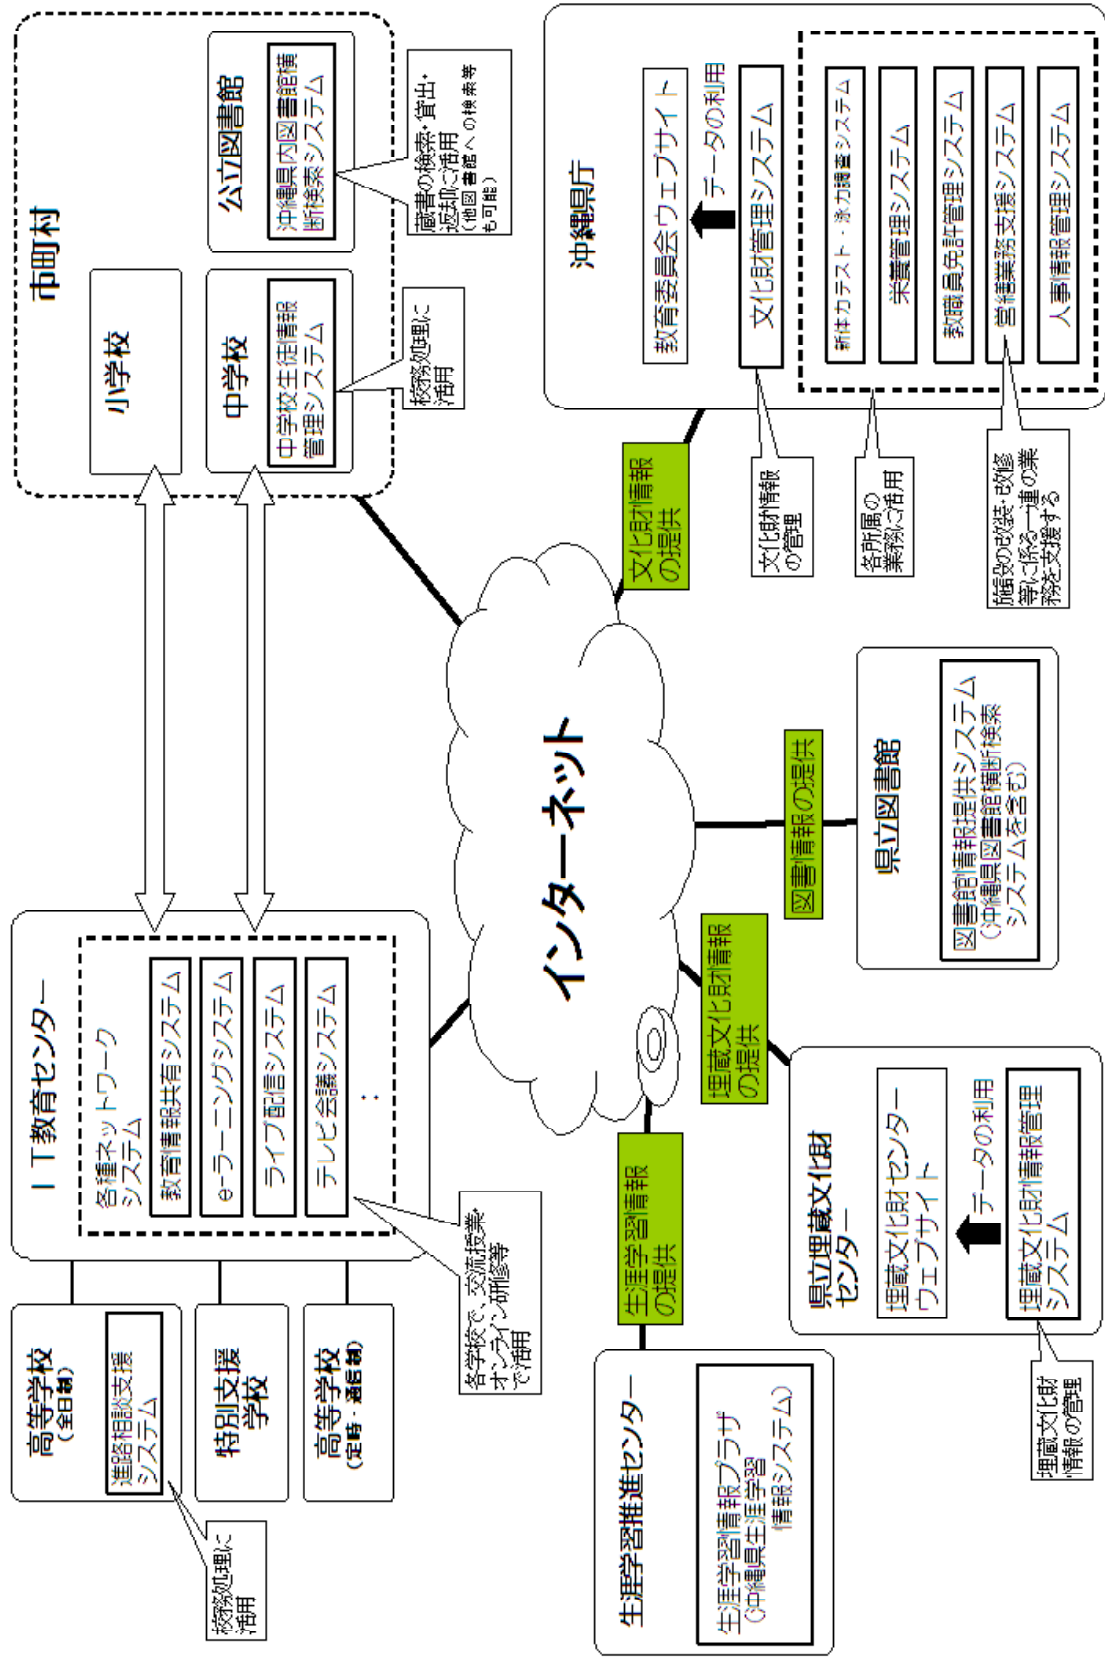 高等学校
(全日制)
進路相談支援
システム
校務処理に
活用
特別支援
学校
高等学校
(定時・通信制)
ＩＴ教育センター
各種ネットワーク
システム
教育情報共有システム
e-ラーニングシステム
ライブ配信システム
テレビ会議システム
：
各学校で、交流授業・
オンライン研修等
で活用
市町村
小学校
中学校
中学校生徒情報
管理システム
校務処理に
活用
公立図書館
沖縄県内図書館横
断検索システム
蔵書の検索・貸出・
返却に活用
(他図書館への検索等
も可能)
インターネット
生涯学習情報
の提供
埋蔵文化財情報
の提供
図書情報の提供
文化財情報
の提供
生涯学習推進センター
生涯学習情報プラザ
(沖縄県生涯学習
情報システム)
県立埋蔵文化財
センター
埋蔵文化財センター
ウェブサイト
データの利用
埋蔵文化財情報管理
システム
埋蔵文化財
情報の管理
県立図書館
図書館情報提供システム
(沖縄県図書館横断検索
システムを含む)
沖縄県庁
教育委員会ウェブサイト
データの利用
文化財管理システム
文化財情報
の管理
新体力テスト・泳力調査システム
栄養管理システム
教職員免許管理システム
営繕業務支援システム
人事情報管理システム
各所属の
業務に活用
施設の改装・改修
等に係る一連の業
務を支援する